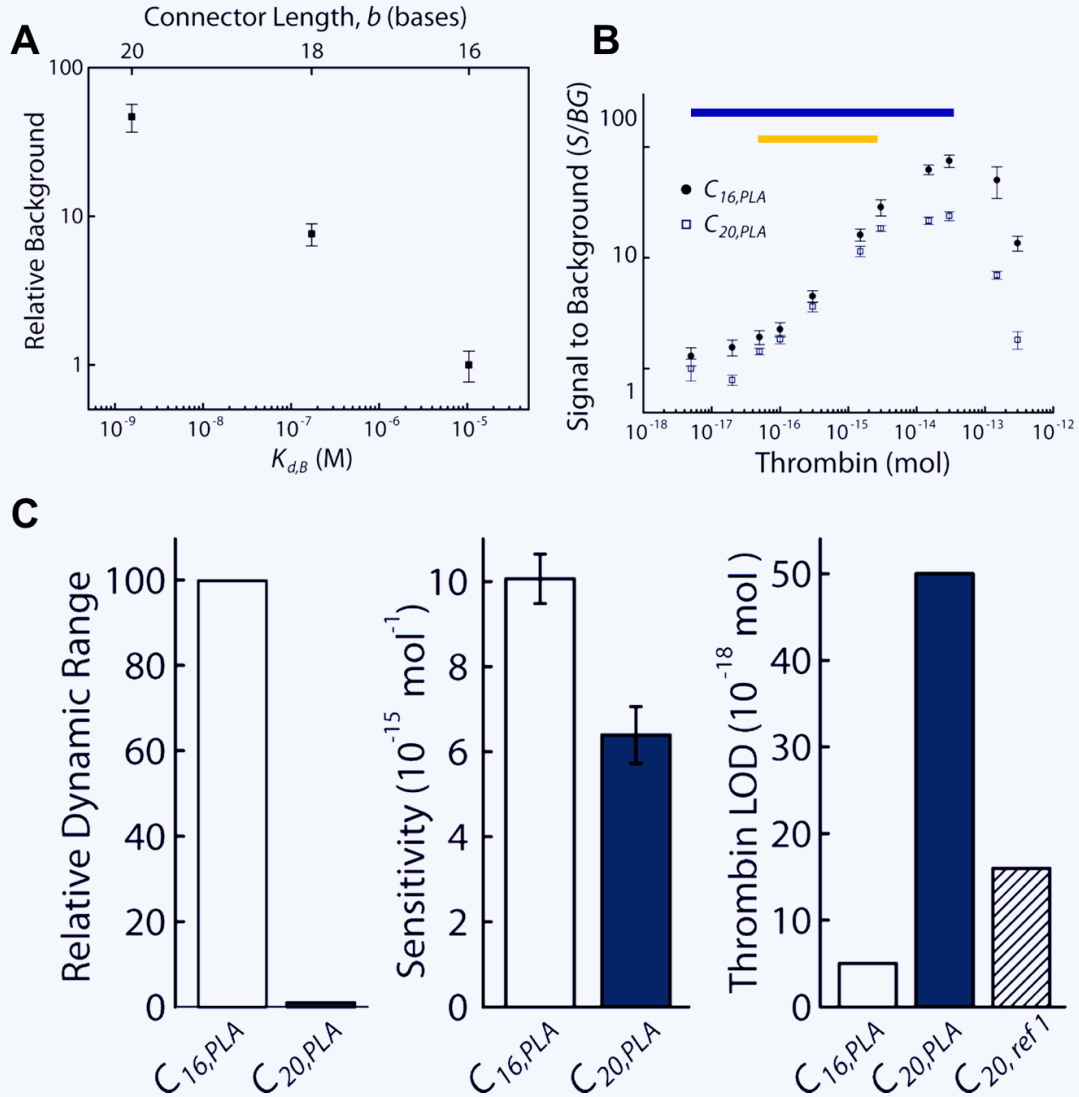 A
Connector Length, b (bases)
20 18 16
Relative Background
100
10
1
10⁻⁹ 10⁻⁸ 10⁻⁷ 10⁻⁶ 10⁻⁵
K_d,B (M)
B
Signal to Background (S/BG)
100
10
1
C_16,PLA
C_20,PLA
10⁻¹⁸ 10⁻¹⁷ 10⁻¹⁶ 10⁻¹⁵ 10⁻¹⁴ 10⁻¹³ 10⁻¹²
Thrombin (mol)
C
Relative Dynamic Range
100
80
60
40
20
0
C_16,PLA C_20,PLA
Sensitivity (10⁻¹⁵ mol⁻¹)
10
8
6
4
2
0
C_16,PLA C_20,PLA
Thrombin LOD (10⁻¹⁸ mol)
50
40
30
20
10
0
C_16,PLA C_20,PLA C_20, ref 1